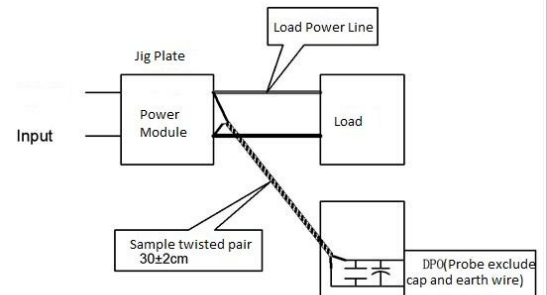 Load Power Line
Jig Plate
Power
Module
Load
Input
Sample twisted pair
30±2cm
DPO(Probe exclude
cap and earth wire)